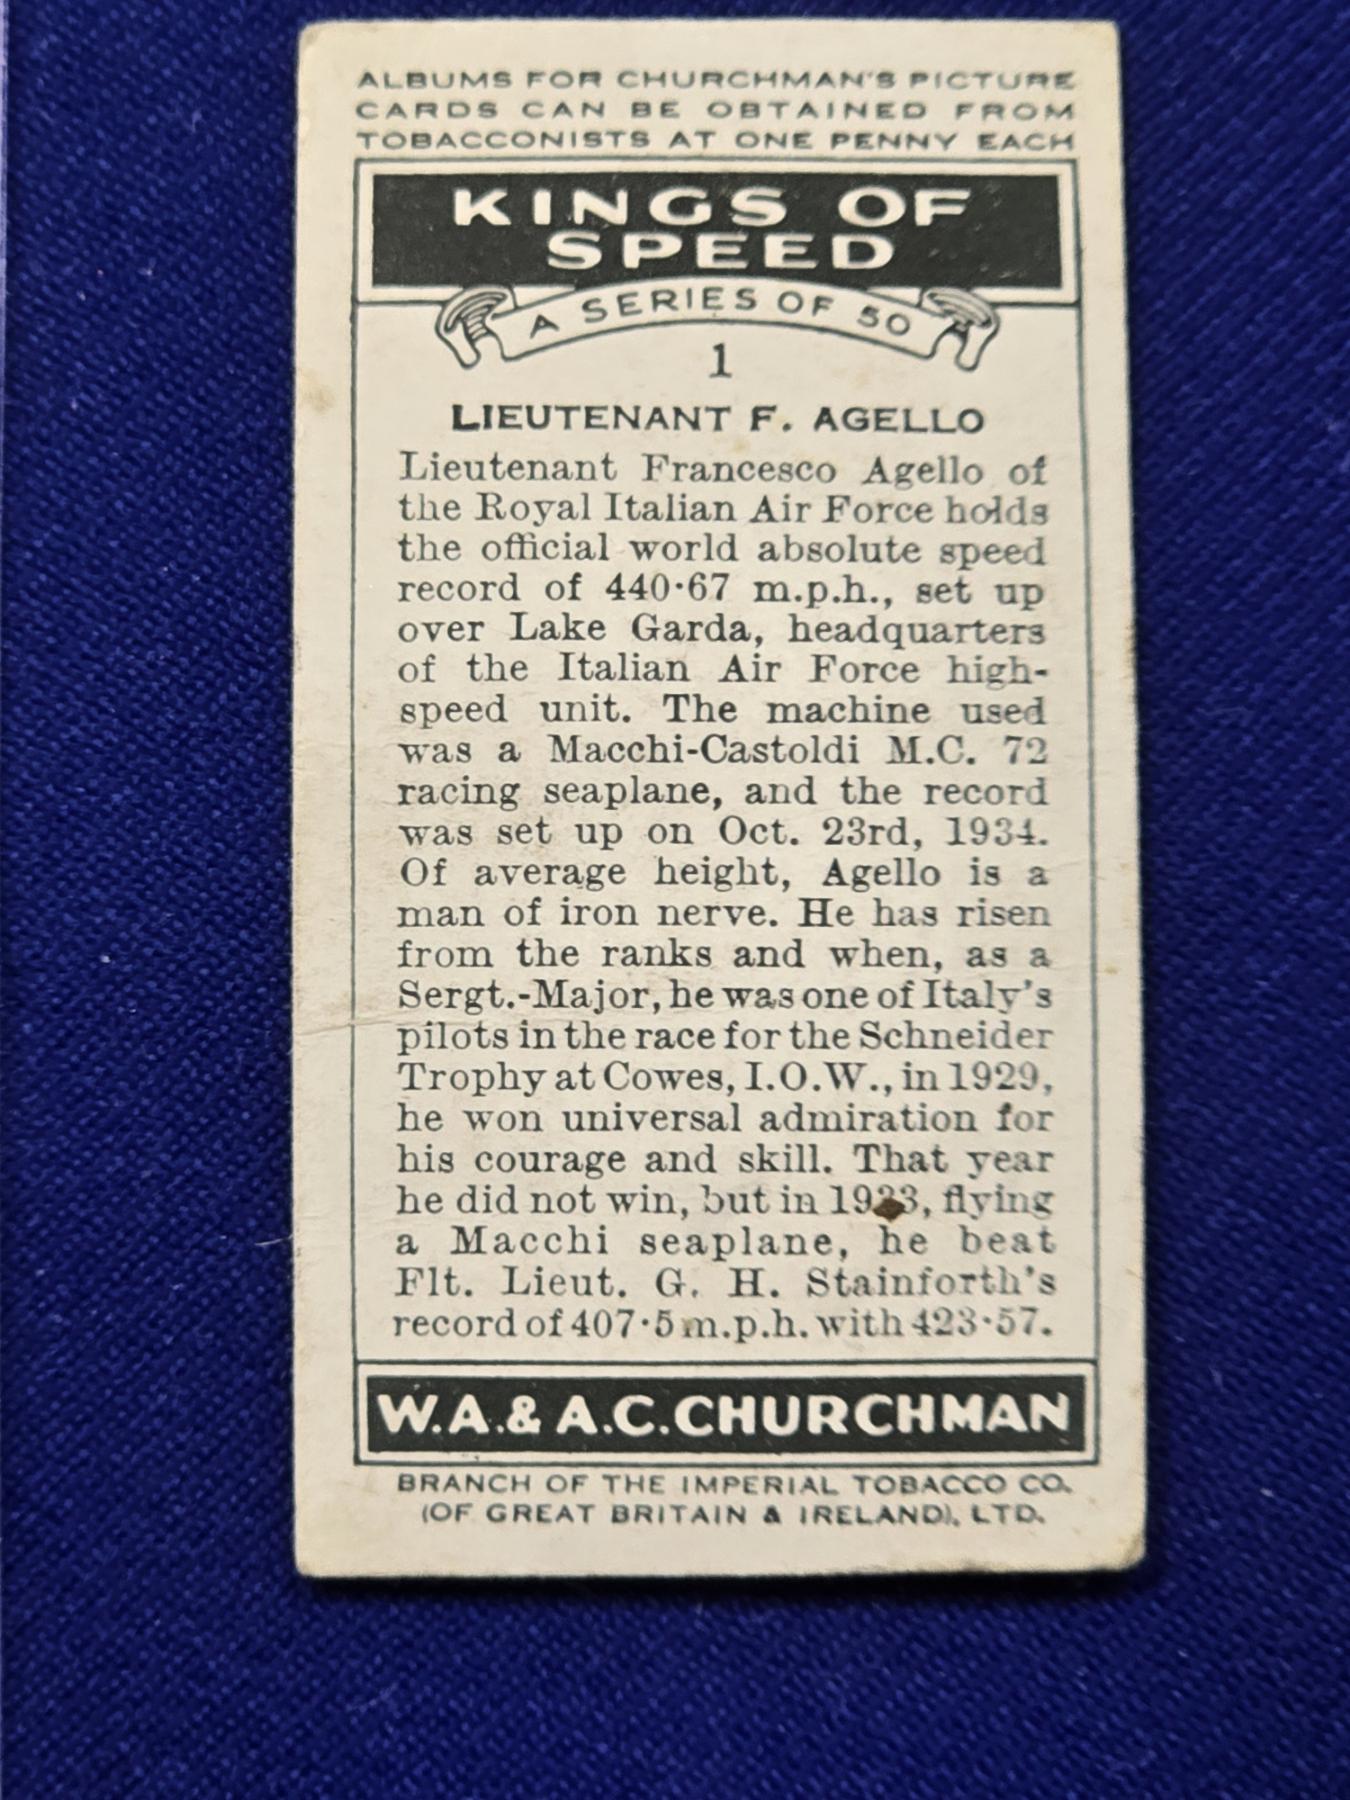 ALBUMS FOR CHURCHMAN'S PICTURE
CARDS CAN BE OBTAINED FROM
TOBACCONISTS AT ONE PENNY EACH
KINGS OF
SPEED
A SERIES OF 50
1
LIEUTENANT F. AGELLO
Lieutenant Francesco Agello of
the Royal Italian Air Force holds
the official world absolute speed
record of 440·67 m.p.h., set up
over Lake Garda, headquarters
of the Italian Air Force high-
speed unit. The machine used
was a Macchi-Castoldi M.C. 72
racing seaplane, and the record
was set up on Oct. 23rd, 1934.
Of average height, Agello is a
man of iron nerve. He has risen
from the ranks and when, as a
Sergt.-Major, he was one of Italy's
pilots in the race for the Schneider
Trophy at Cowes, I.O.W., in 1929,
he won universal admiration for
his courage and skill. That year
he did not win, but in 1933, flying
a Macchi seaplane, he beat
Flt. Lieut. G. H. Stainforth's
record of 407·5 m.p.h. with 423·57.
W.A. & A.C. CHURCHMAN
BRANCH OF THE IMPERIAL TOBACCO CO.
(OF GREAT BRITAIN & IRELAND), LTD.